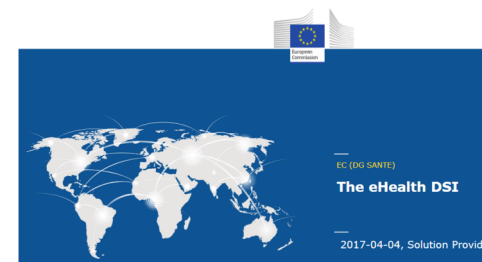 European
Commission
EC (DG SANTE)
The eHealth DSI
2017-04-04, Solution Provid